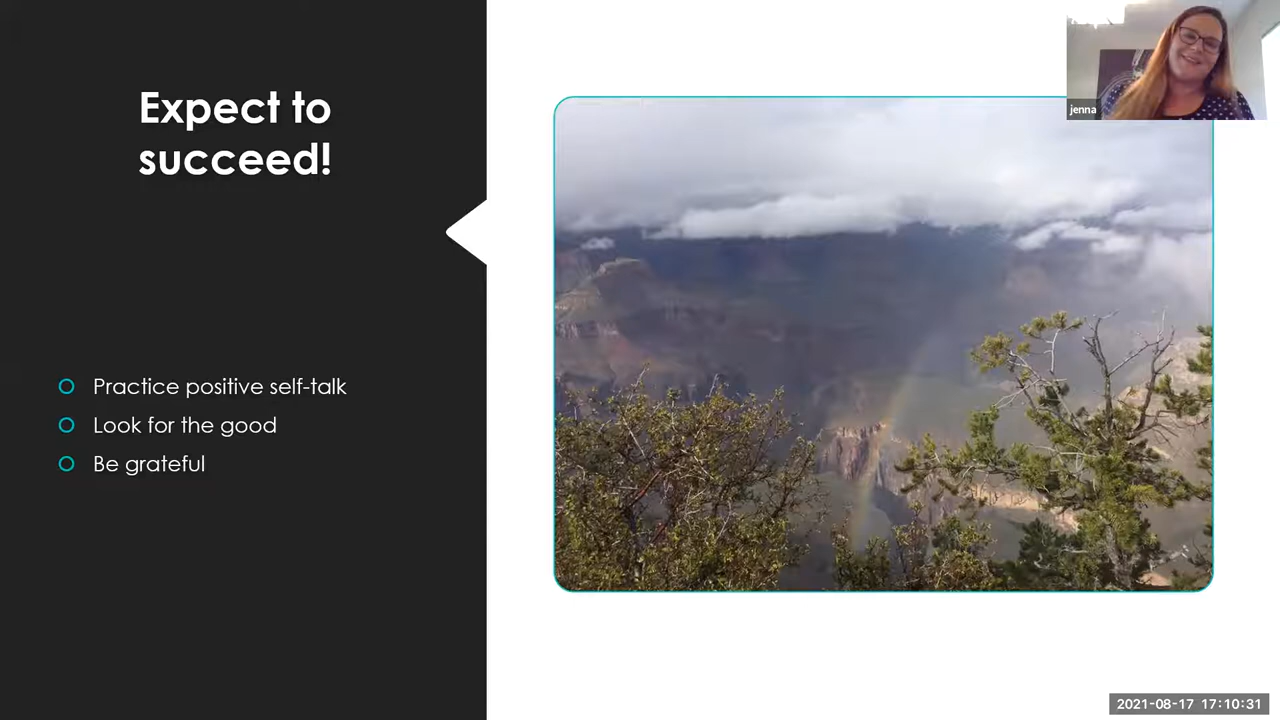 Expect to
succeed!
Practice positive self-talk
Look for the good
Be grateful
jenna
2021-08-17 17:10:31